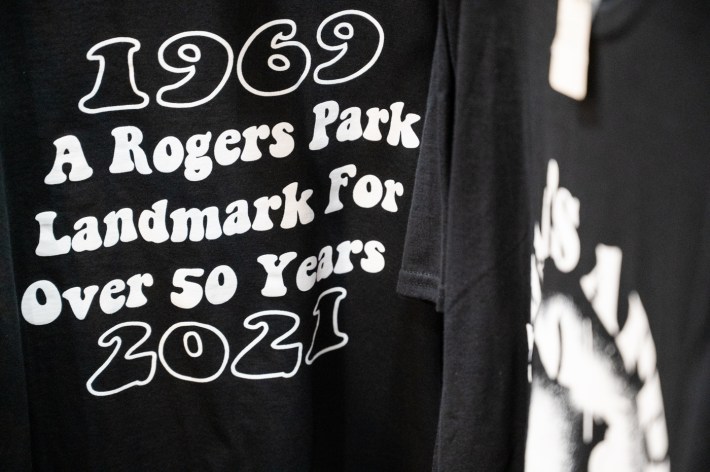 1969
A Rogers Park
Landmark For
Over 50 Years
2021